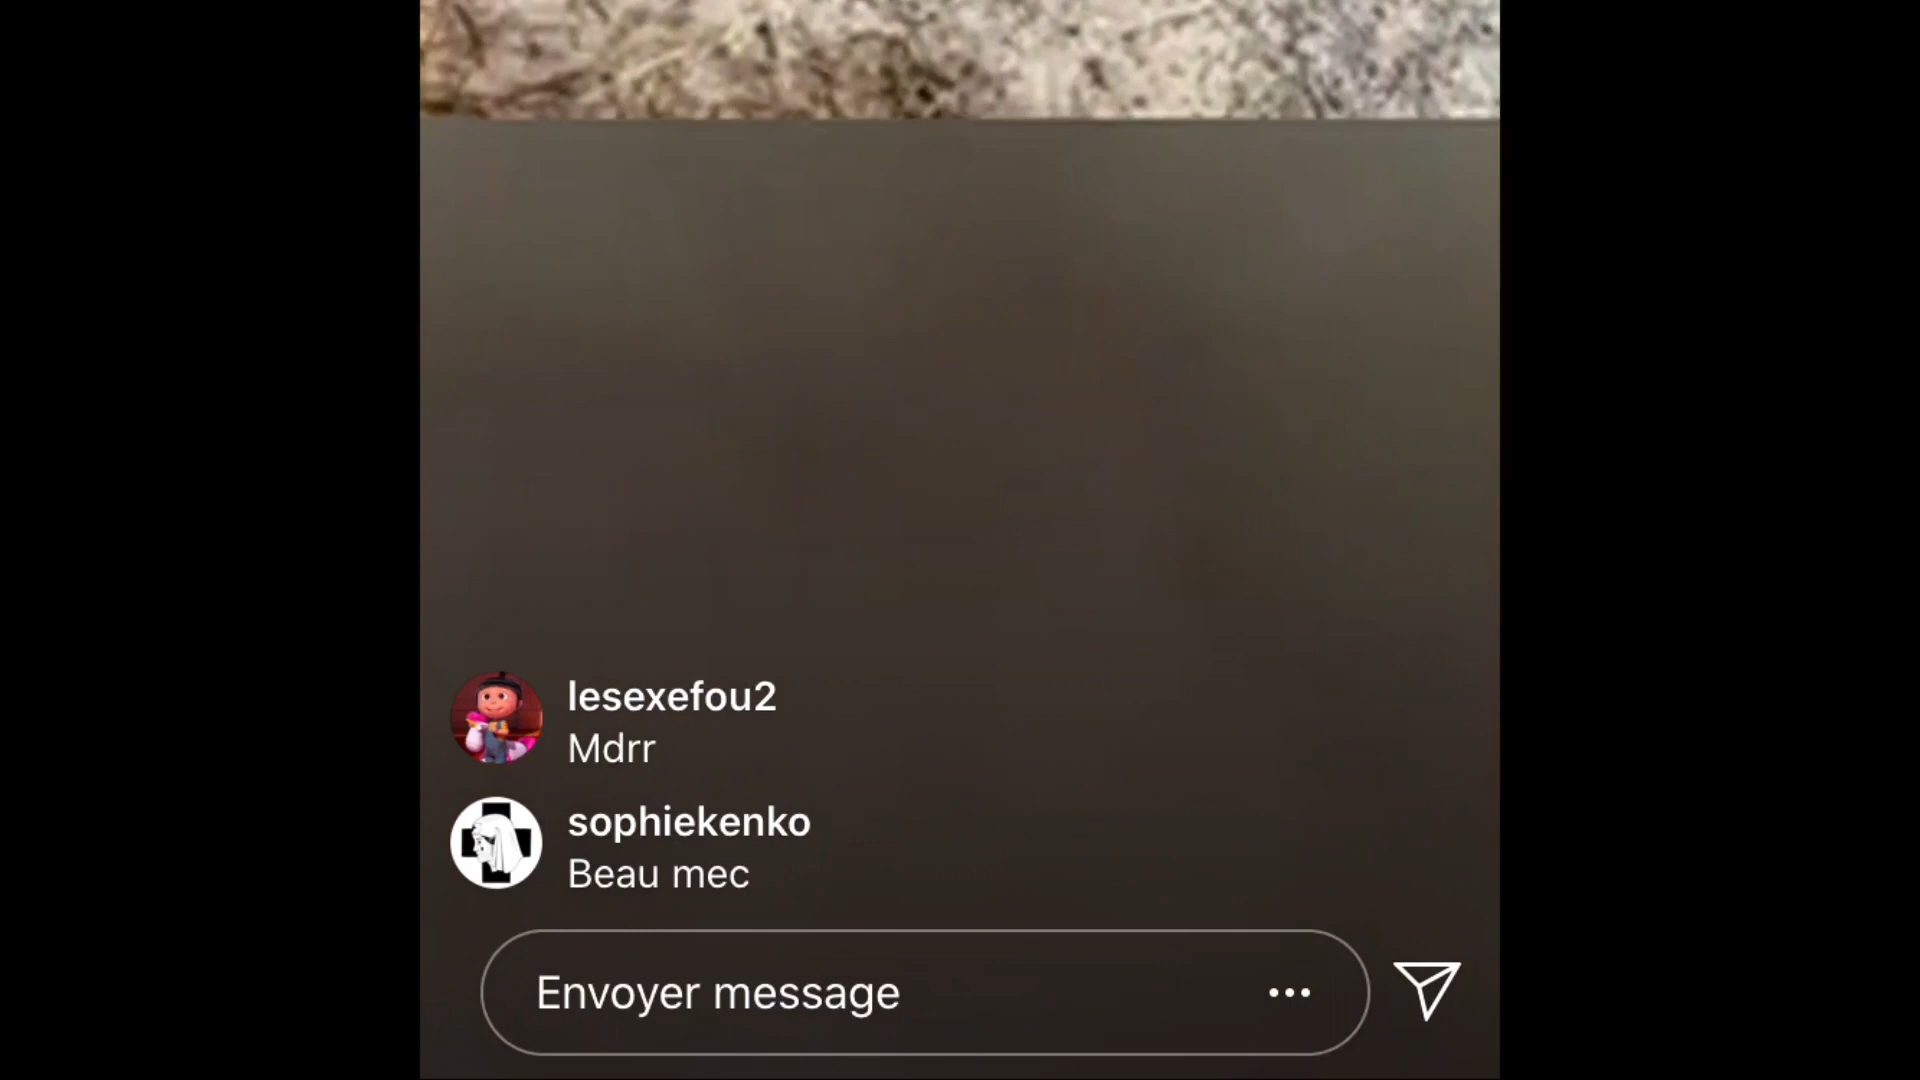 lesexefou2
Mdrr
sophiekenko
Beau mec
Envoyer message